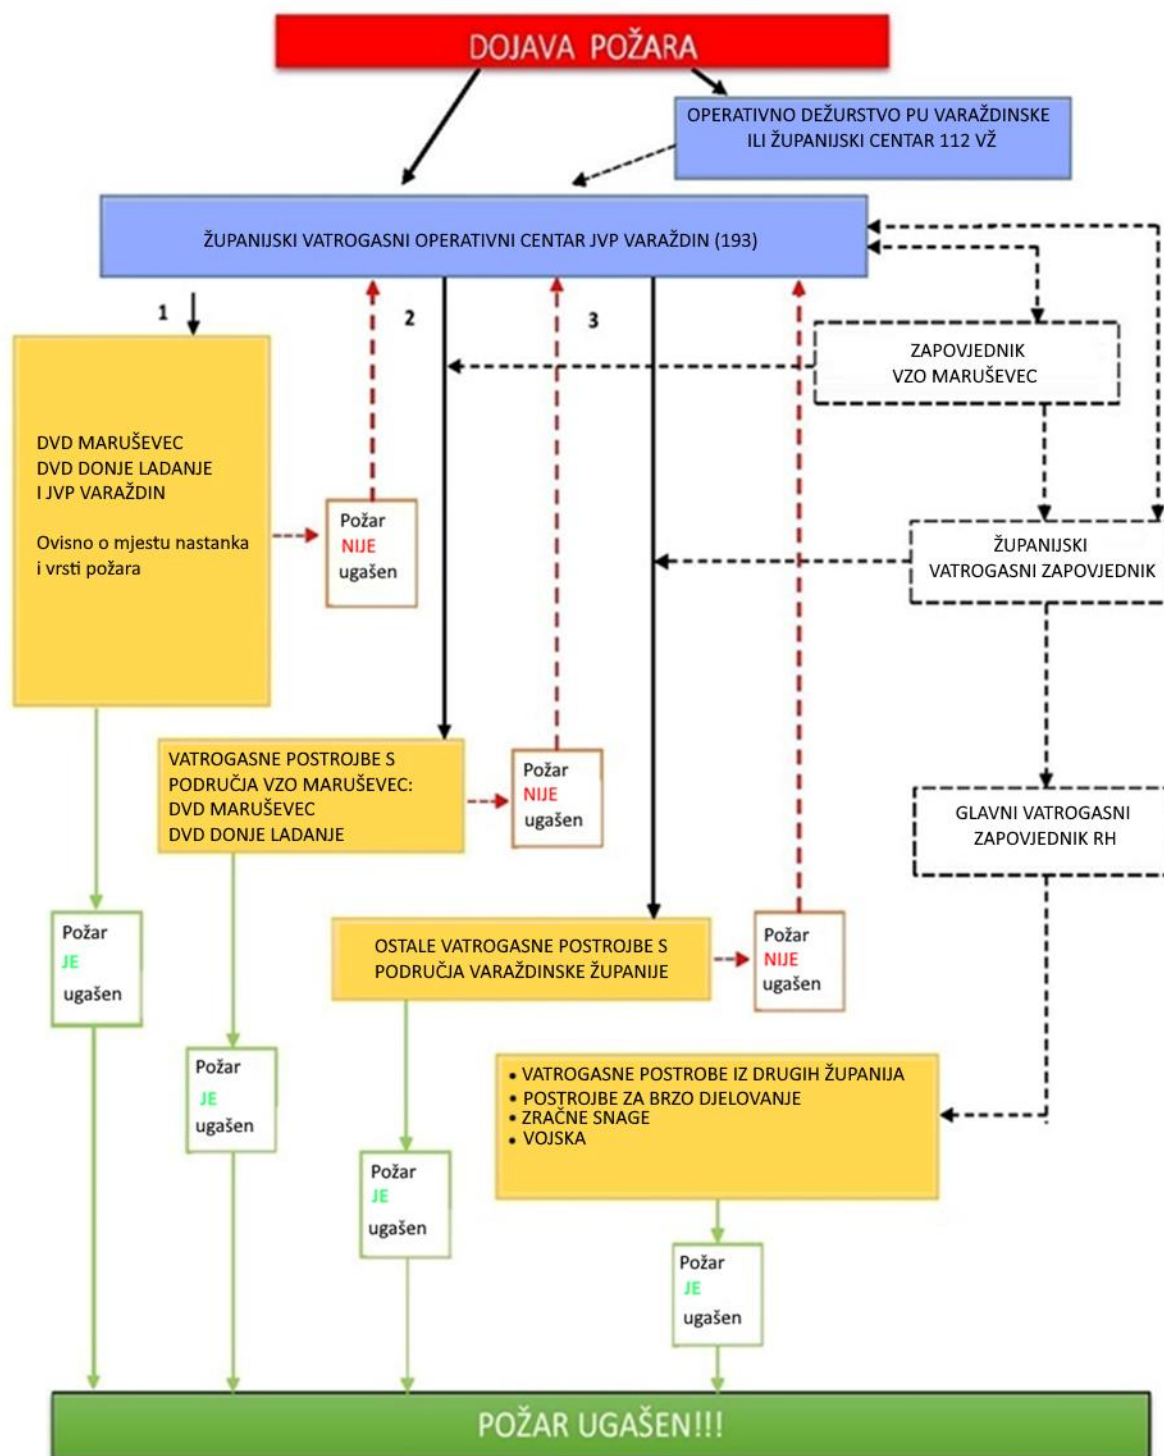 DOJAVA POŽARA
OPERATIVNO DEŽURSTVO PU VARAŽDINSKE
ILI ŽUPANIJSKI CENTAR 112 VŽ
ŽUPANIJSKI VATROGASNI OPERATIVNI CENTAR JVP VARAŽDIN (193)
1
2
3
ZAPOVJEDNIK
VZO MARUŠEVEC
DVD MARUŠEVEC
DVD DONJE LADANJE
I JVP VARAŽDIN
Ovisno o mjestu nastanka
i vrsti požara
Požar
NIJE
ugašen
ŽUPANIJSKI
VATROGASNI ZAPOVJEDNIK
VATROGASNE POSTROJBE S
PODRUČJA VZO MARUŠEVEC:
DVD MARUŠEVEC
DVD DONJE LADANJE
Požar
NIJE
ugašen
GLAVNI VATROGASNI
ZAPOVJEDNIK RH
Požar
JE
ugašen
OSTALE VATROGASNE POSTROJBE S
PODRUČJA VARAŽDINSKE ŽUPANIJE
Požar
NIJE
ugašen
Požar
JE
ugašen
• VATROGASNE POSTROBE IZ DRUGIH ŽUPANIJA
• POSTROJBE ZA BRZO DJELOVANJE
• ZRAČNE SNAGE
• VOJSKA
Požar
JE
ugašen
Požar
JE
ugašen
POŽAR UGAŠEN!!!